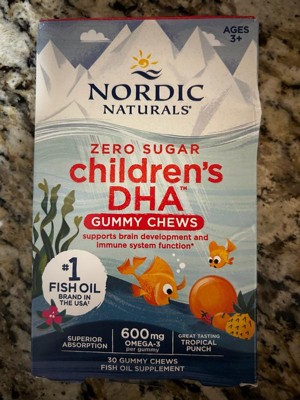 AGES
3+
NORDIC
NATURALS®
ZERO SUGAR
children's
DHA™
GUMMY CHEWS
supports brain development and
immune system function*
#1
FISH OIL
BRAND IN
THE USA‡
SUPERIOR
ABSORPTION
600mg
OMEGA-3
per gummy
GREAT TASTING
TROPICAL
PUNCH
30 GUMMY CHEWS
FISH OIL SUPPLEMENT